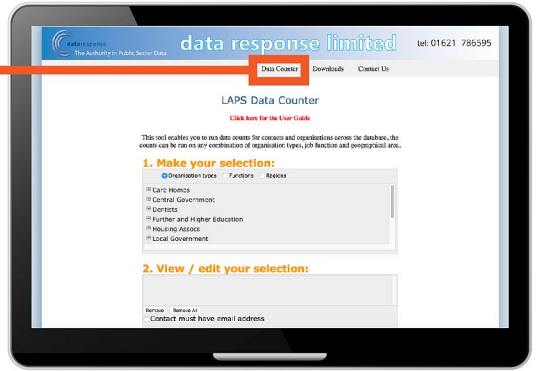 dataresponse
The Authority in Public Sector Data
data response limited
tel: 01621 786595
Data Counter Downloads Contact Us
LAPS Data Counter
Click here for the User Guide
This tool enables you to run data counts for contacts and organisations across the database, the
counts can be run on any combination of organisation types, job function and geographical area.
1. Make your selection:
Organisation types Functions Regions
Care Homes
Central Government
Dentists
Further and Higher Education
Housing Assocs
Local Government
2. View / edit your selection:
Remove Remove All
Contact must have email address